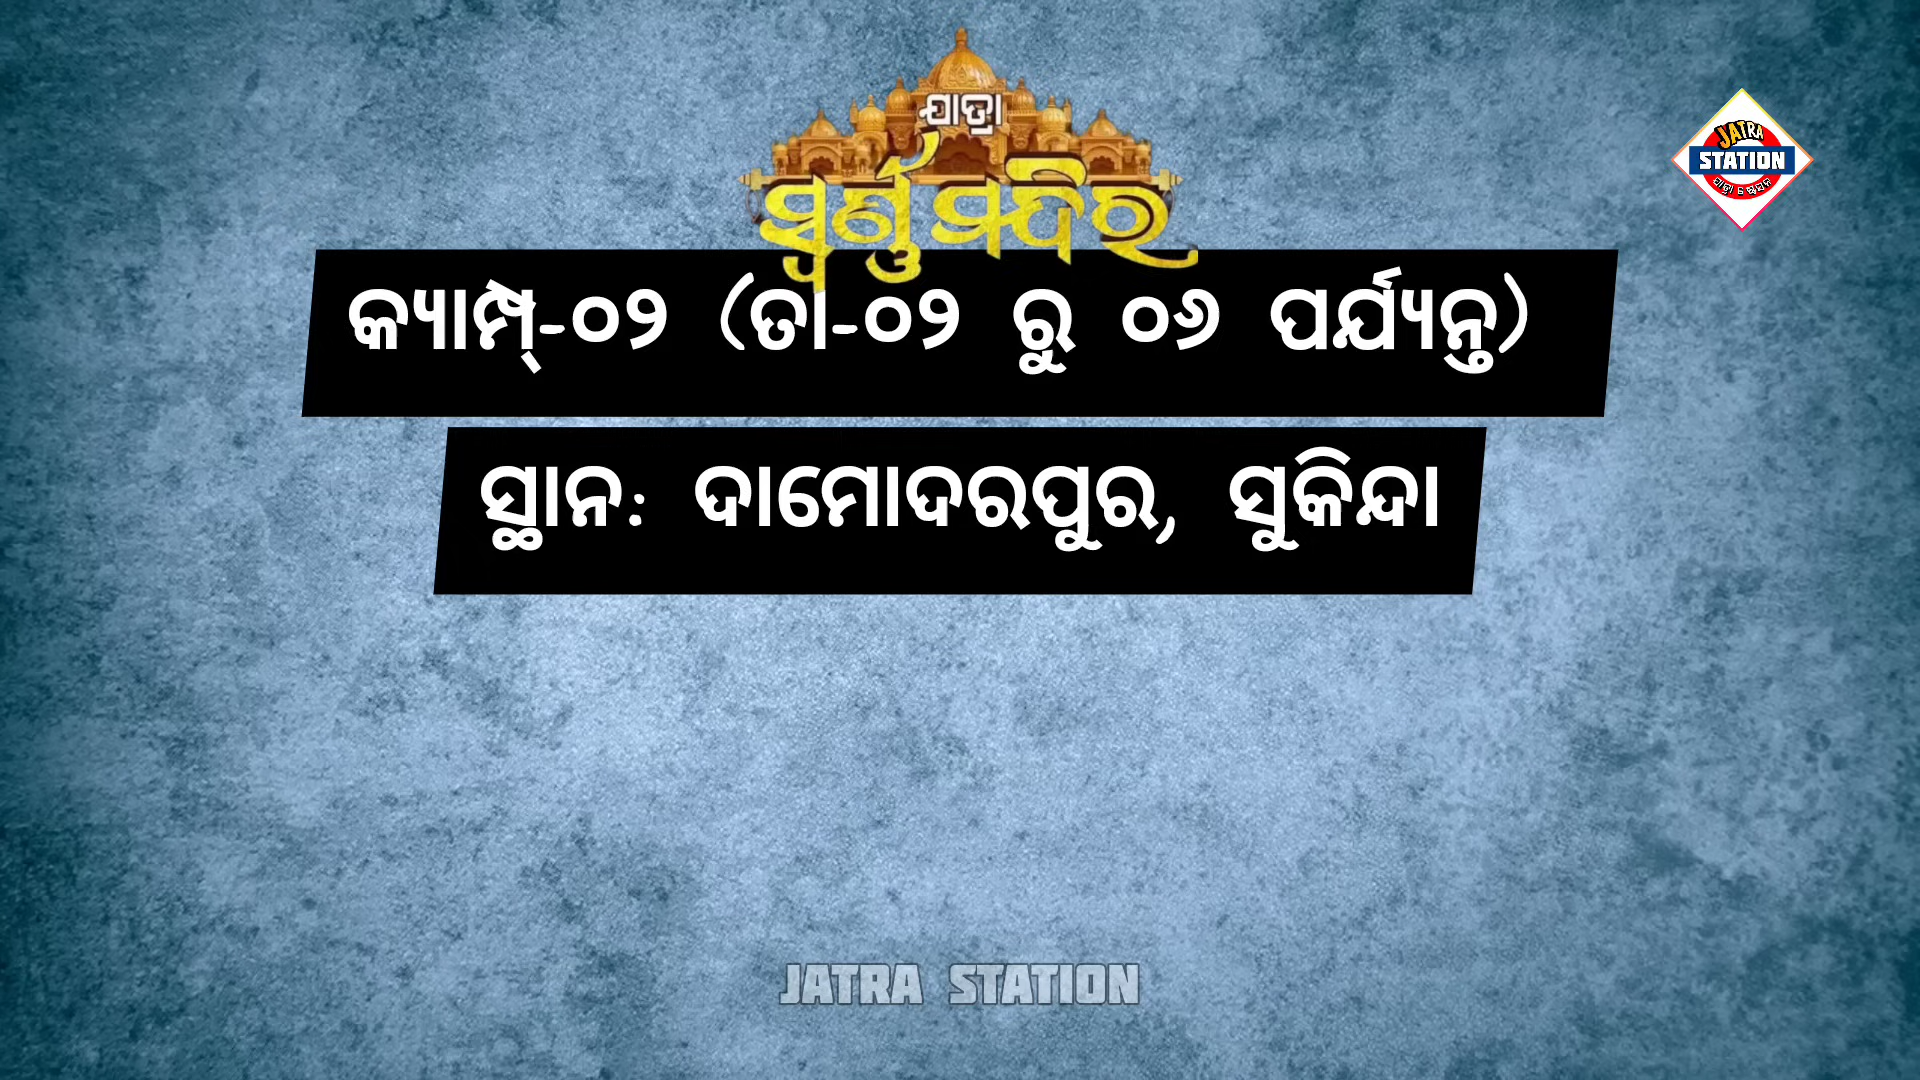 ଯାତ୍ରା
ସ୍ୱର୍ଣ୍ଣ ମନ୍ଦିର
JATRA
STATION
କ୍ୟାମ୍ପ୍-୦୨ (ତା-୦୨ ରୁ ୦୬ ପର୍ଯ୍ୟନ୍ତ)
ସ୍ଥାନ: ଦାମୋଦରପୁର, ସୁକିନ୍ଦା
JATRA STATION